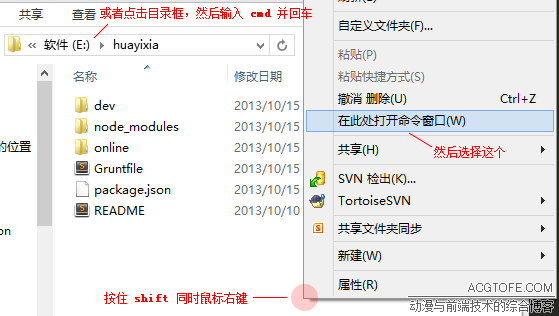 共享 查看 或者点击目录框，然后输入 cmd 并回车
« 软件 (E:) ▸ huayixia
名称 修改日期
dev 2013/10/15
node_modules 2013/10/15
online 2013/10/15
Gruntfile 2013/10/15
package.json 2013/10/15
README 2013/10/10
的位置
on
自定义文件夹(F)...
粘贴(P)
粘贴快捷方式(S)
撤消 删除(U) Ctrl+Z
在此处打开命令窗口(W)
然后选择这个
共享(H)
SVN 检出(K)...
TortoiseSVN
共享文件夹同步
新建(W)
属性(R)
按住 shift 同时鼠标右键
ACGTOFE.COM
动漫与前端技术的综合博客